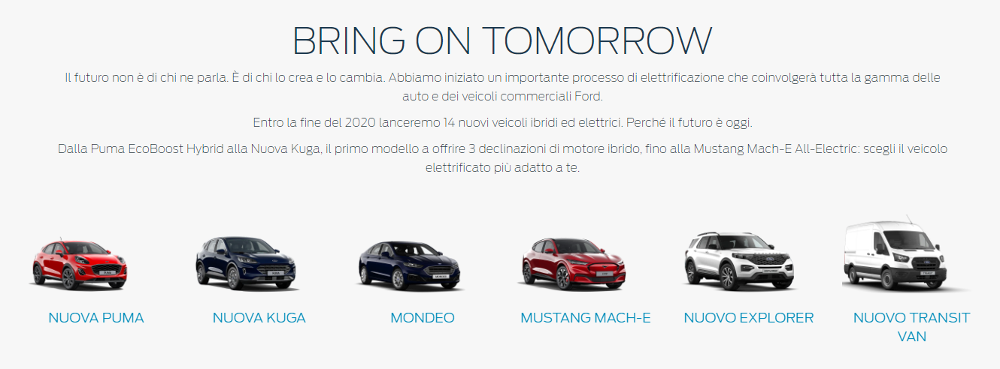 BRING ON TOMORROW
Il futuro non è di chi ne parla. È di chi lo crea e lo cambia. Abbiamo iniziato un importante processo di elettrificazione che coinvolgerà tutta la gamma delle
auto e dei veicoli commerciali Ford.
Entro la fine del 2020 lanceremo 14 nuovi veicoli ibridi ed elettrici. Perché il futuro è oggi.
Dalla Puma EcoBoost Hybrid alla Nuova Kuga, il primo modello a offrire 3 declinazioni di motore ibrido, fino alla Mustang Mach-E All-Electric: scegli il veicolo
elettrificato più adatto a te.
NUOVA PUMA
NUOVA KUGA
MONDEO
MUSTANG MACH-E
NUOVO EXPLORER
NUOVO TRANSIT
VAN